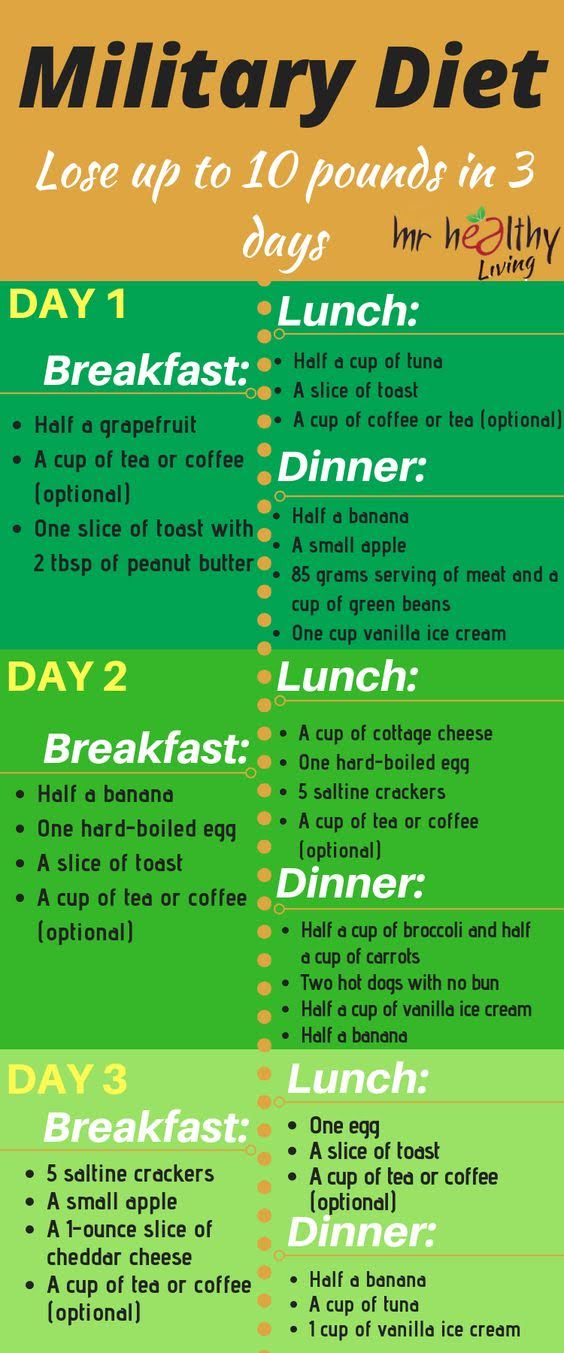 Military Diet
Lose up to 10 pounds in 3
days
mr healthy
Living
DAY 1
Breakfast:
• Half a grapefruit
• A cup of tea or coffee
(optional)
• One slice of toast with
2 tbsp of peanut butter
Lunch:
• Half a cup of tuna
• A slice of toast
• A cup of coffee or tea (optional)
Dinner:
• Half a banana
• A small apple
• 85 grams serving of meat and a
cup of green beans
• One cup vanilla ice cream
DAY 2
Breakfast:
• Half a banana
• One hard-boiled egg
• A slice of toast
• A cup of tea or coffee
(optional)
Lunch:
• A cup of cottage cheese
• One hard-boiled egg
• 5 saltine crackers
• A cup of tea or coffee
(optional)
Dinner:
• Half a cup of broccoli and half
a cup of carrots
• Two hot dogs with no bun
• Half a cup of vanilla ice cream
• Half a banana
DAY 3
Breakfast:
• 5 saltine crackers
• A small apple
• A 1-ounce slice of
cheddar cheese
• A cup of tea or coffee
(optional)
Lunch:
• One egg
• A slice of toast
• A cup of tea or coffee
(optional)
Dinner:
• Half a banana
• A cup of tuna
• 1 cup of vanilla ice cream